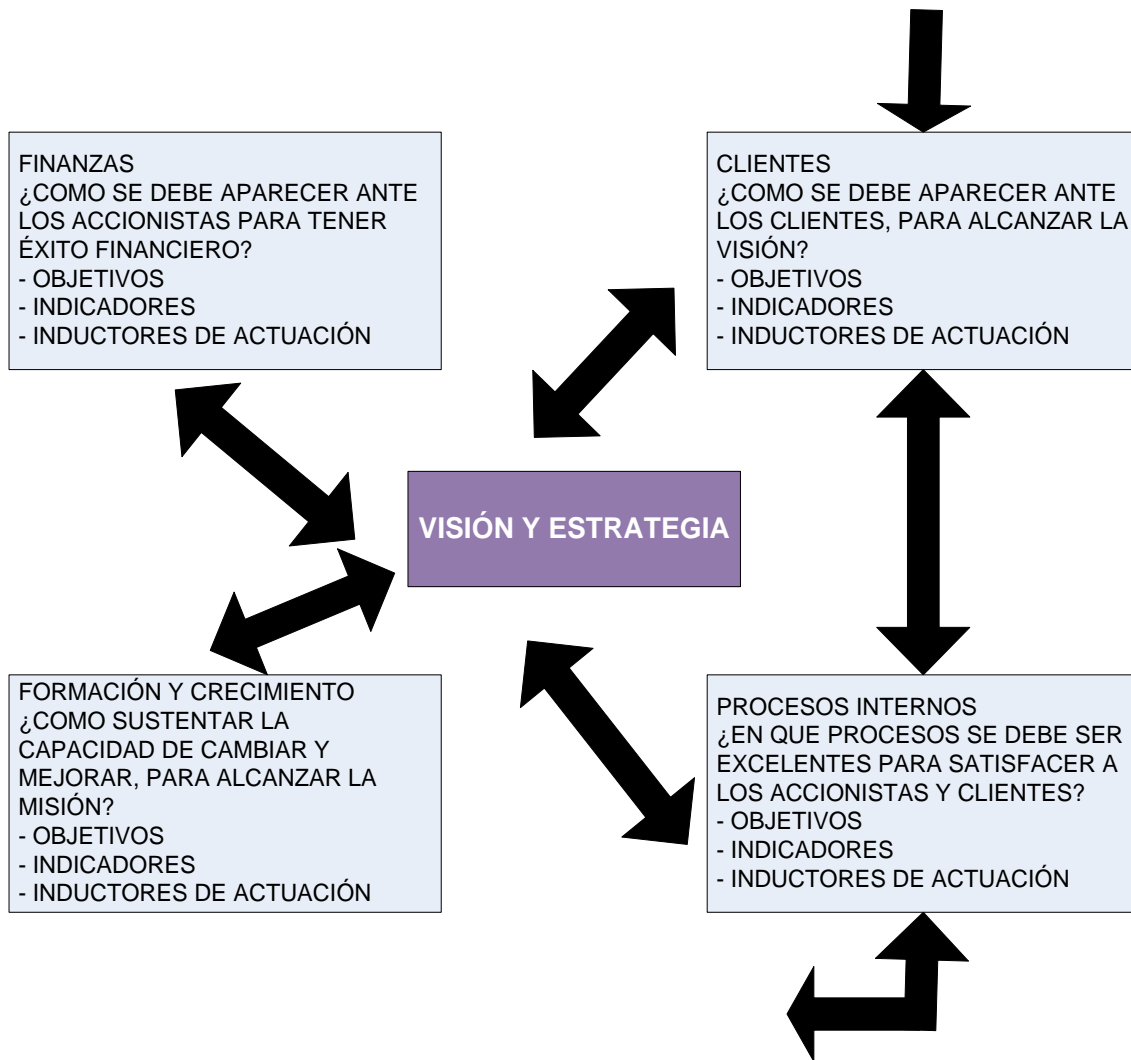 FINANZAS
¿COMO SE DEBE APARECER ANTE
LOS ACCIONISTAS PARA TENER
ÉXITO FINANCIERO?
- OBJETIVOS
- INDICADORES
- INDUCTORES DE ACTUACIÓN
CLIENTES
¿COMO SE DEBE APARECER ANTE
LOS CLIENTES, PARA ALCANZAR LA
VISIÓN?
- OBJETIVOS
- INDICADORES
- INDUCTORES DE ACTUACIÓN
VISIÓN Y ESTRATEGIA
FORMACIÓN Y CRECIMIENTO
¿COMO SUSTENTAR LA
CAPACIDAD DE CAMBIAR Y
MEJORAR, PARA ALCANZAR LA
MISIÓN?
- OBJETIVOS
- INDICADORES
- INDUCTORES DE ACTUACIÓN
PROCESOS INTERNOS
¿EN QUE PROCESOS SE DEBE SER
EXCELENTES PARA SATISFACER A
LOS ACCIONISTAS Y CLIENTES?
- OBJETIVOS
- INDICADORES
- INDUCTORES DE ACTUACIÓN